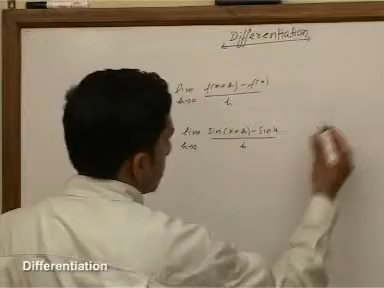 Differentiation
lim h→0 f(x+h) - f(x) / h
lim h→0 Sin(x+h) - Sin x / h
Differentiation